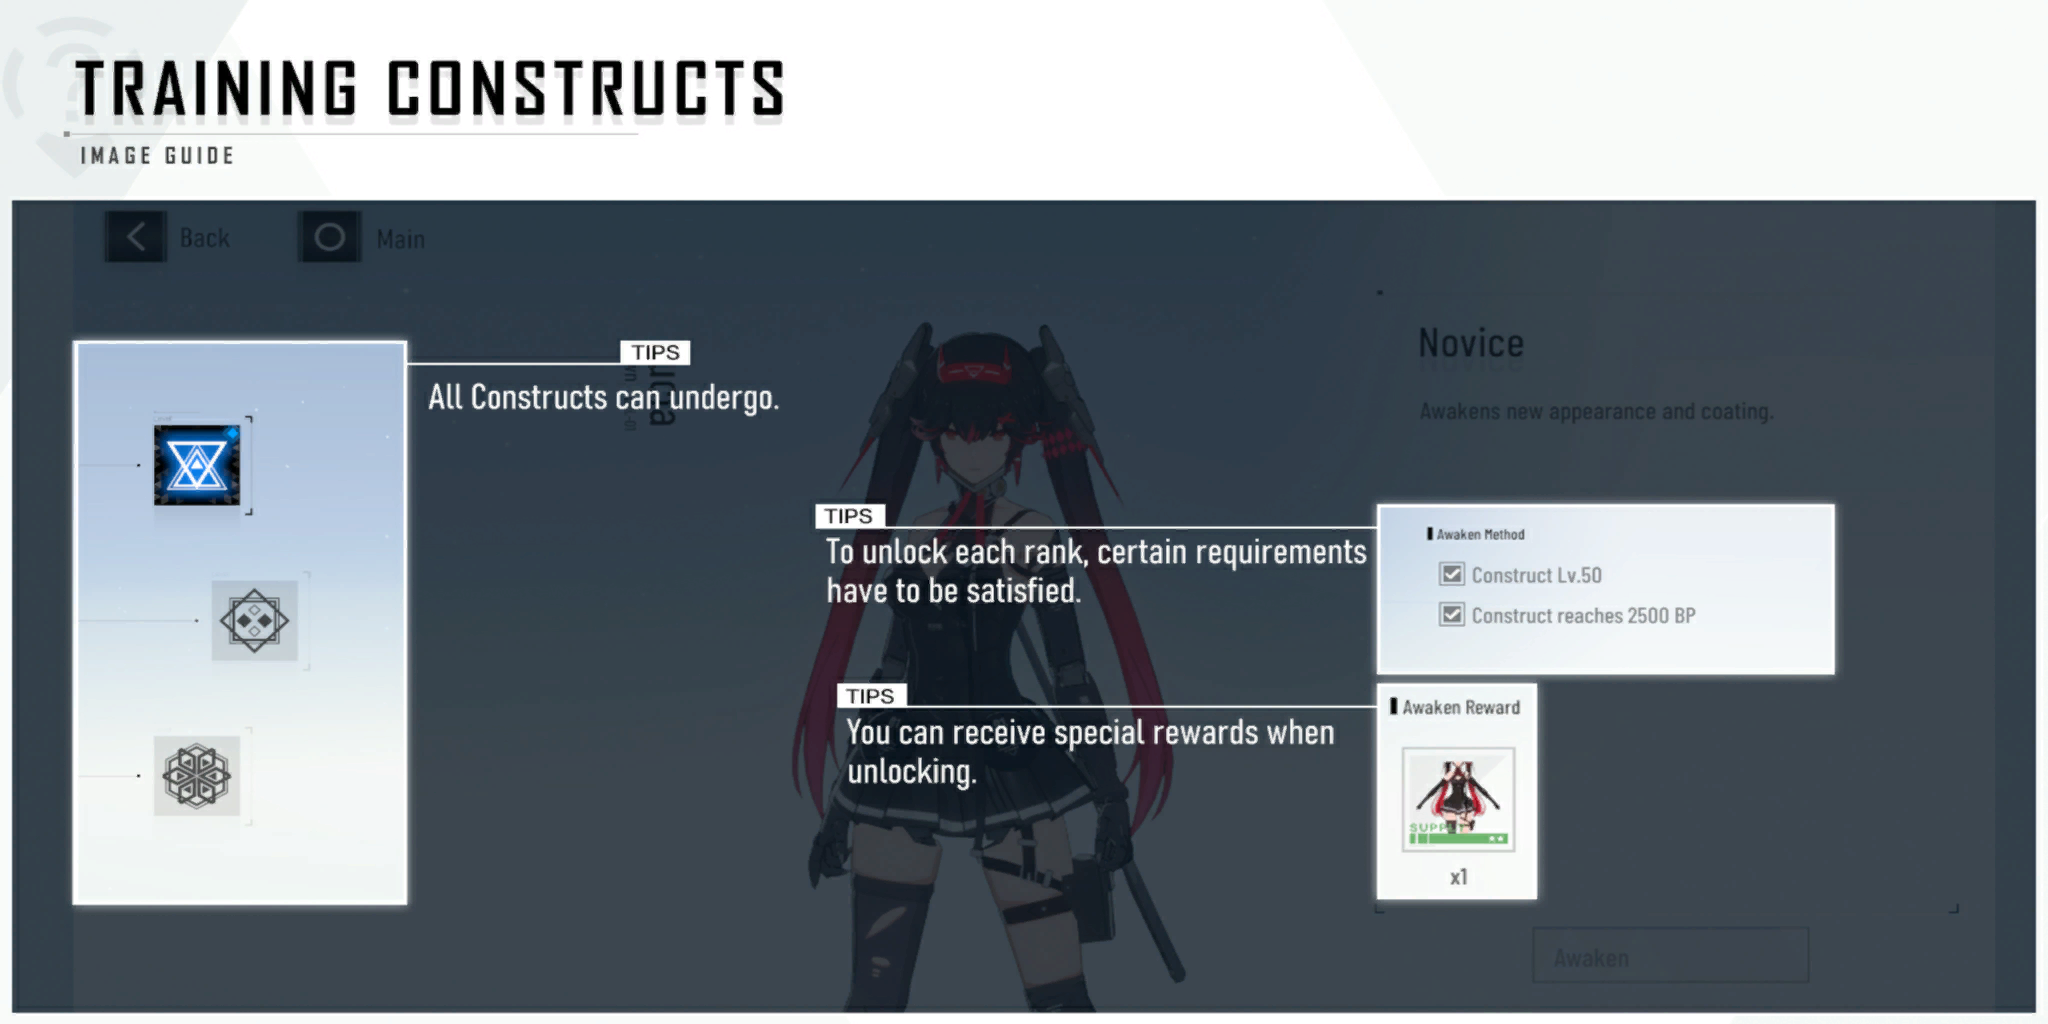 TRAINING CONSTRUCTS
IMAGE GUIDE
Back
Main
TIPS
All Constructs can undergo.
Novice
Awakens new appearance and coating.
TIPS
To unlock each rank, certain requirements
have to be satisfied.
Awaken Method
Construct Lv.50
Construct reaches 2500 BP
TIPS
You can receive special rewards when
unlocking.
Awaken Reward
x1
Awaken